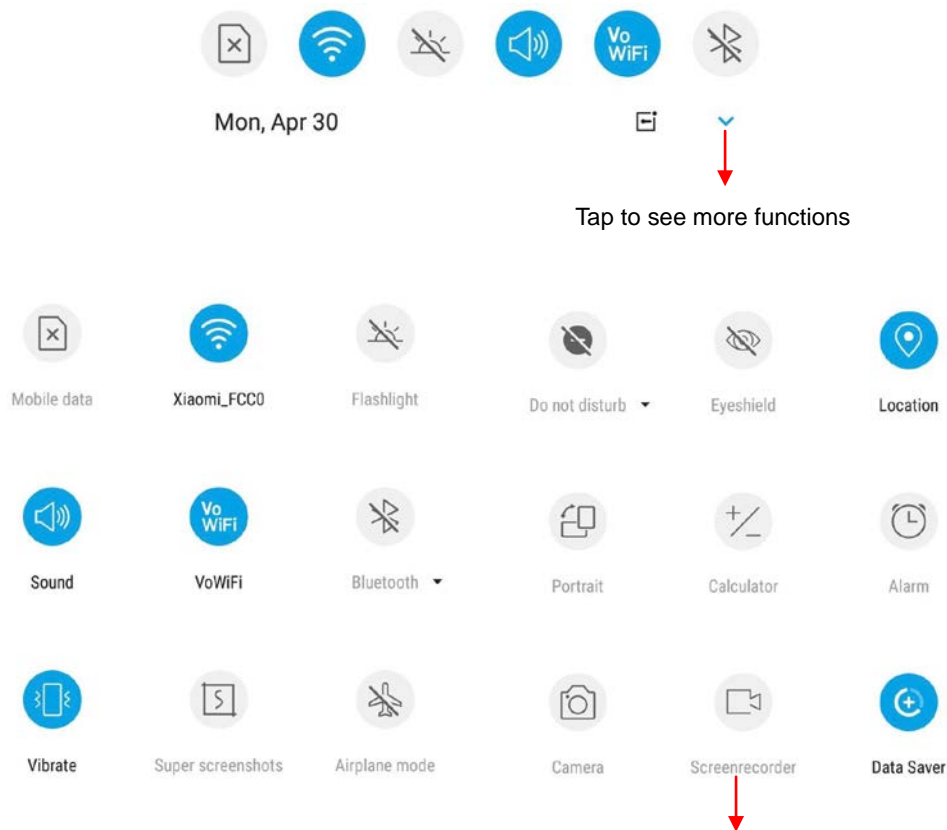 Vo
WiFi
Mon, Apr 30
Tap to see more functions
Mobile data
Xiaomi_FCC0
Flashlight
Do not disturb
Eyeshield
Location
Vo
WiFi
Sound
VoWiFi
Bluetooth
Portrait
Calculator
Alarm
S
Vibrate
Super screenshots
Airplane mode
Camera
Screenrecorder
Data Saver